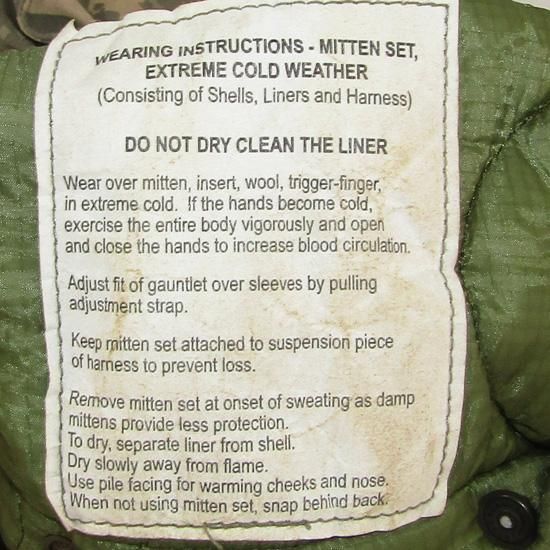 WEARING INSTRUCTIONS - MITTEN SET,
EXTREME COLD WEATHER
(Consisting of Shells, Liners and Harness)
DO NOT DRY CLEAN THE LINER
Wear over mitten, insert, wool, trigger-finger,
in extreme cold. If the hands become cold,
exercise the entire body vigorously and open
and close the hands to increase blood circulation.
Adjust fit of gauntlet over sleeves by pulling
adjustment strap.
Keep mitten set attached to suspension piece
of harness to prevent loss.
Remove mitten set at onset of sweating as damp
mittens provide less protection.
To dry, separate liner from shell.
Dry slowly away from flame.
Use pile facing for warming cheeks and nose.
When not using mitten set, snap behind back.